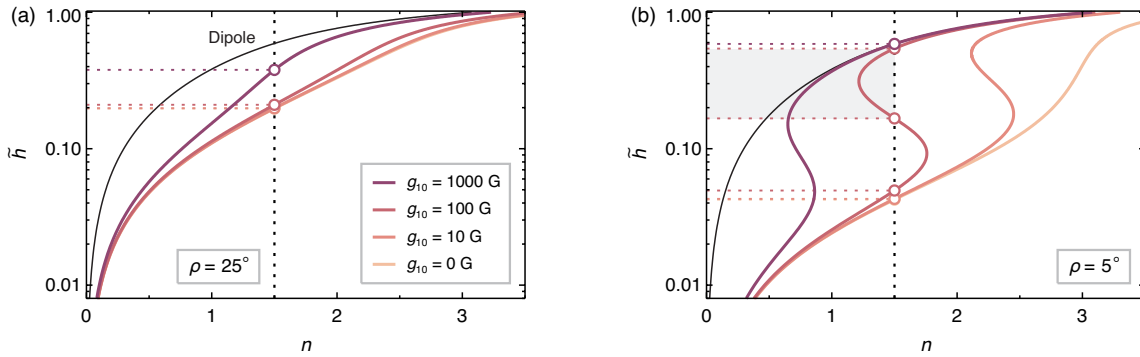 (a)
1.00
0.10
0.01
h̃
Dipole
g10 = 1000 G
g10 = 100 G
g10 = 10 G
g10 = 0 G
ρ = 25°
0 1 2 3
n
(b)
1.00
0.10
0.01
h̃
ρ = 5°
0 1 2 3
n